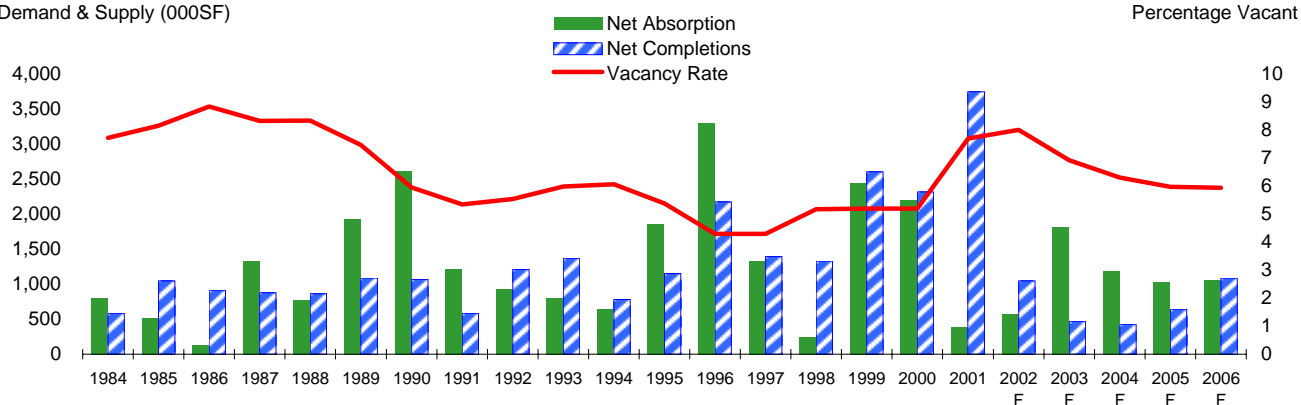 Demand & Supply (000SF)
Percentage Vacant
Net Absorption
Net Completions
Vacancy Rate
4,000
3,500
3,000
2,500
2,000
1,500
1,000
500
0
10
9
8
7
6
5
4
3
2
1
0
1984 1985 1986 1987 1988 1989 1990 1991 1992 1993 1994 1995 1996 1997 1998 1999 2000 2001 2002 2003 2004 2005 2006
F F F F F